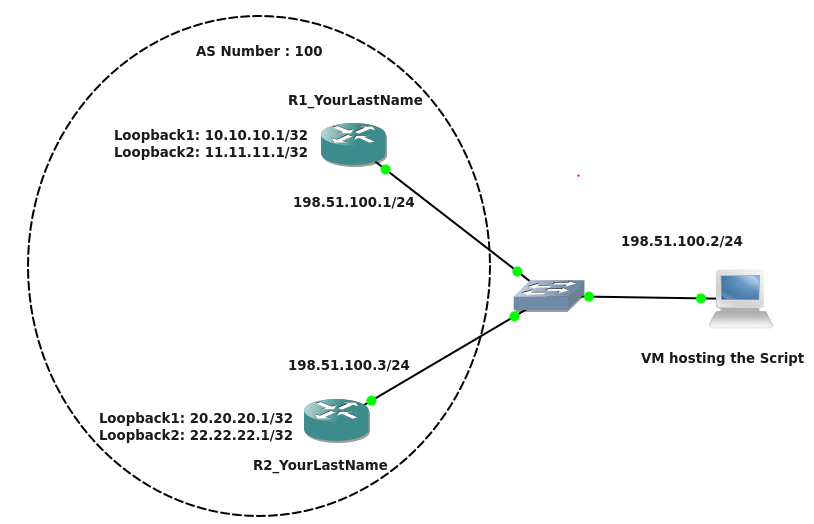 AS Number : 100
R1_YourLastName
Loopback1: 10.10.10.1/32
Loopback2: 11.11.11.1/32
198.51.100.1/24
198.51.100.2/24
VM hosting the Script
198.51.100.3/24
Loopback1: 20.20.20.1/32
Loopback2: 22.22.22.1/32
R2_YourLastName